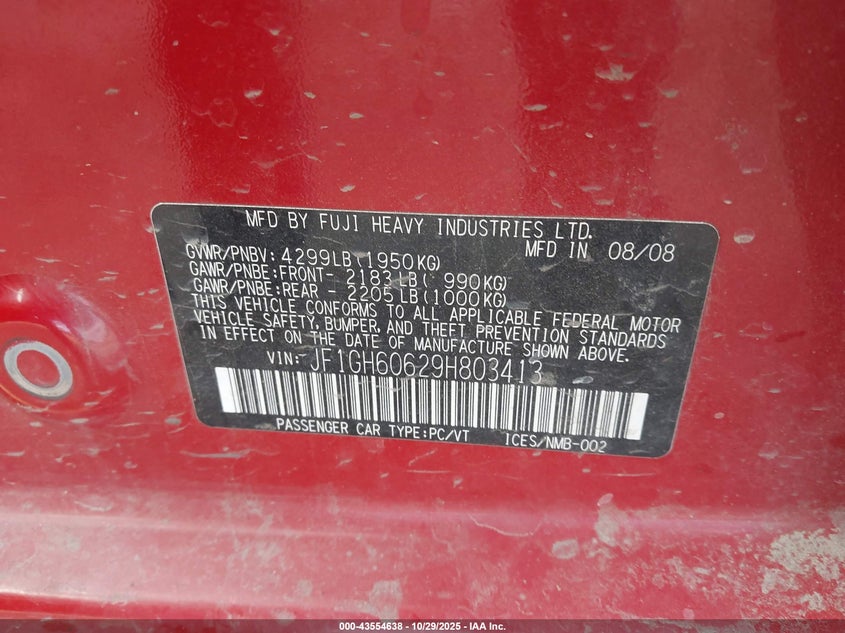 MFD BY FUJI HEAVY INDUSTRIES LTD.
MFD IN 08/08
GVWR/PNBV: 4299LB(1950KG)
GAWR/PNBE:FRONT- 2183LB( 990KG)
GAWR/PNBE:REAR - 2205LB(1000KG)
THIS VEHICLE CONFORMS TO ALL APPLICABLE FEDERAL MOTOR
VEHICLE SAFETY, BUMPER, AND THEFT PREVENTION STANDARDS
IN EFFECT ON THE DATE OF MANUFACTURE SHOWN ABOVE.
VIN: JF1GH60629H803413
PASSENGER CAR TYPE:PC/VT ICES/NMB-002
000-43554638 - 10/29/2025 - IAA Inc.